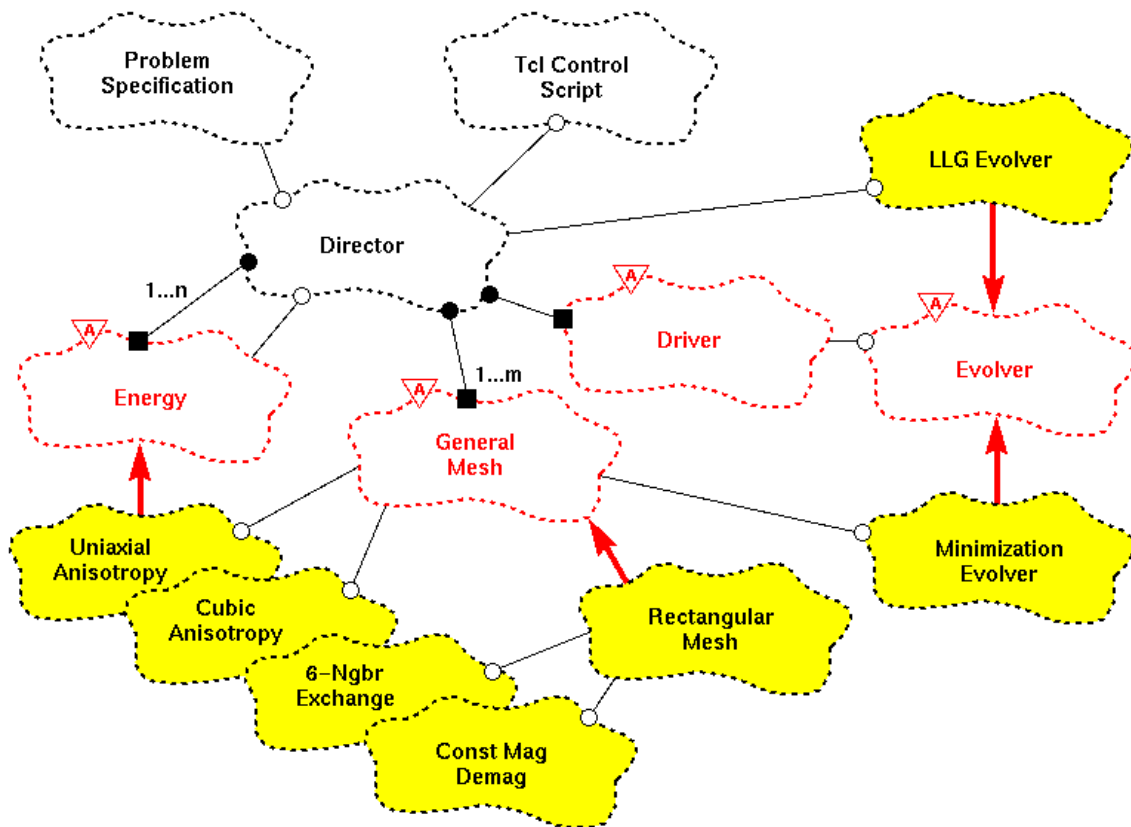 Problem
Specification
Tcl Control
Script
LLG Evolver
Director
1...n
A
A
A
Driver
Evolver
Energy
1...m
A
General
Mesh
Uniaxial
Anisotropy
Minimization
Evolver
Cubic
Anisotropy
Rectangular
Mesh
6-Ngbr
Exchange
Const Mag
Demag